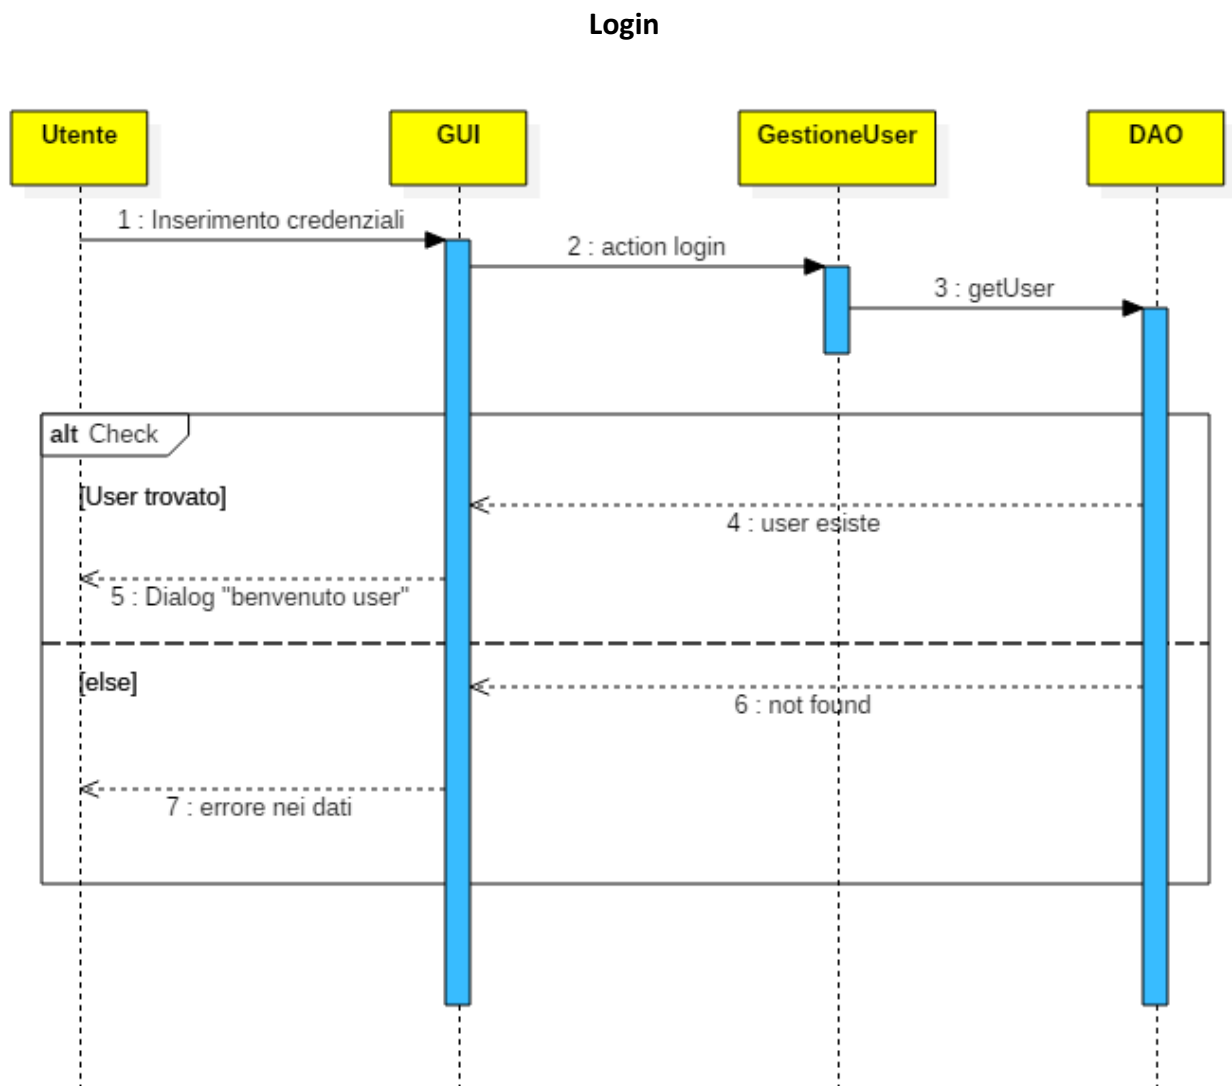 Login
Utente
GUI
GestioneUser
DAO
1 : Inserimento credenziali
2 : action login
3 : getUser
alt Check
[User trovato]
4 : user esiste
5 : Dialog "benvenuto user"
[else]
6 : not found
7 : errore nei dati